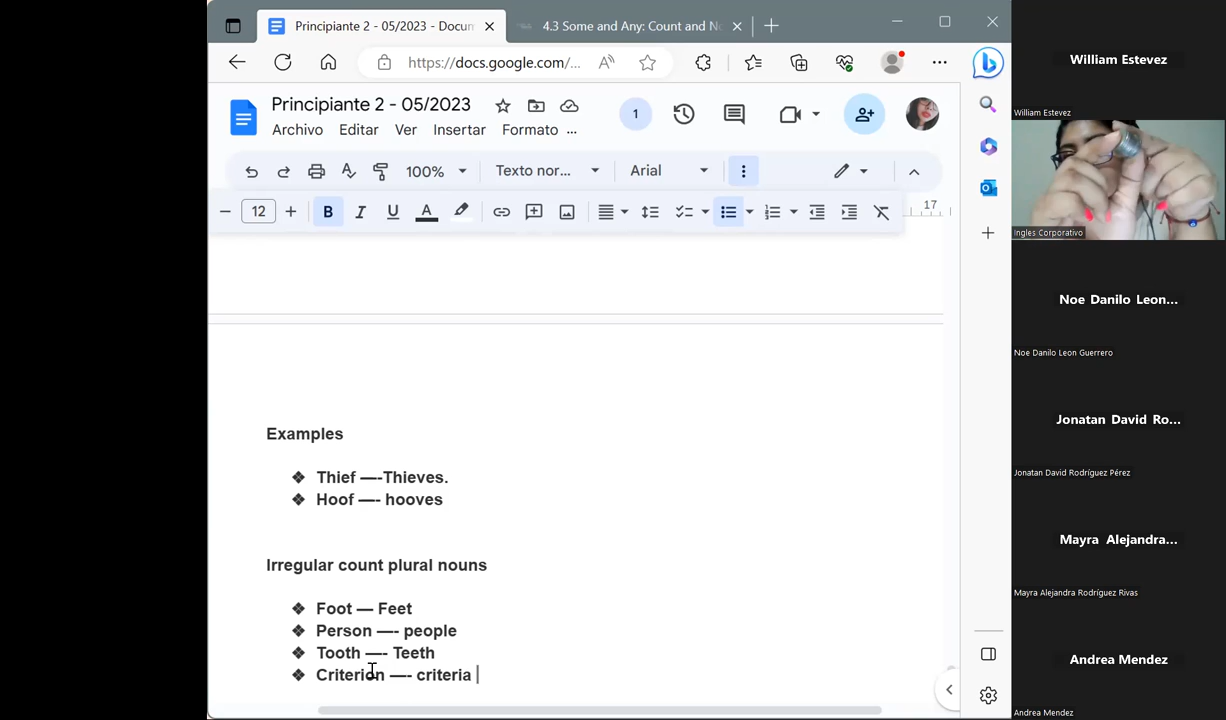 Principiante 2 - 05/2023 - Docum
4.3 Some and Any: Count and No
https://docs.google.com/...
Principiante 2 - 05/2023
Archivo Editar Ver Insertar Formato ...
1
100% Texto nor... Arial
12
17
Examples
❖ Thief —-Thieves.
❖ Hoof —- hooves
Irregular count plural nouns
❖ Foot — Feet
❖ Person —- people
❖ Tooth —- Teeth
❖ Criterion —- criteria
William Estevez
William Estevez
Ingles Corporativo
Noe Danilo Leon...
Noe Danilo Leon Guerrero
Jonatan David Ro...
Jonatan David Rodríguez Pérez
Mayra Alejandra...
Mayra Alejandra Rodríguez Rivas
Andrea Mendez
Andrea Mendez